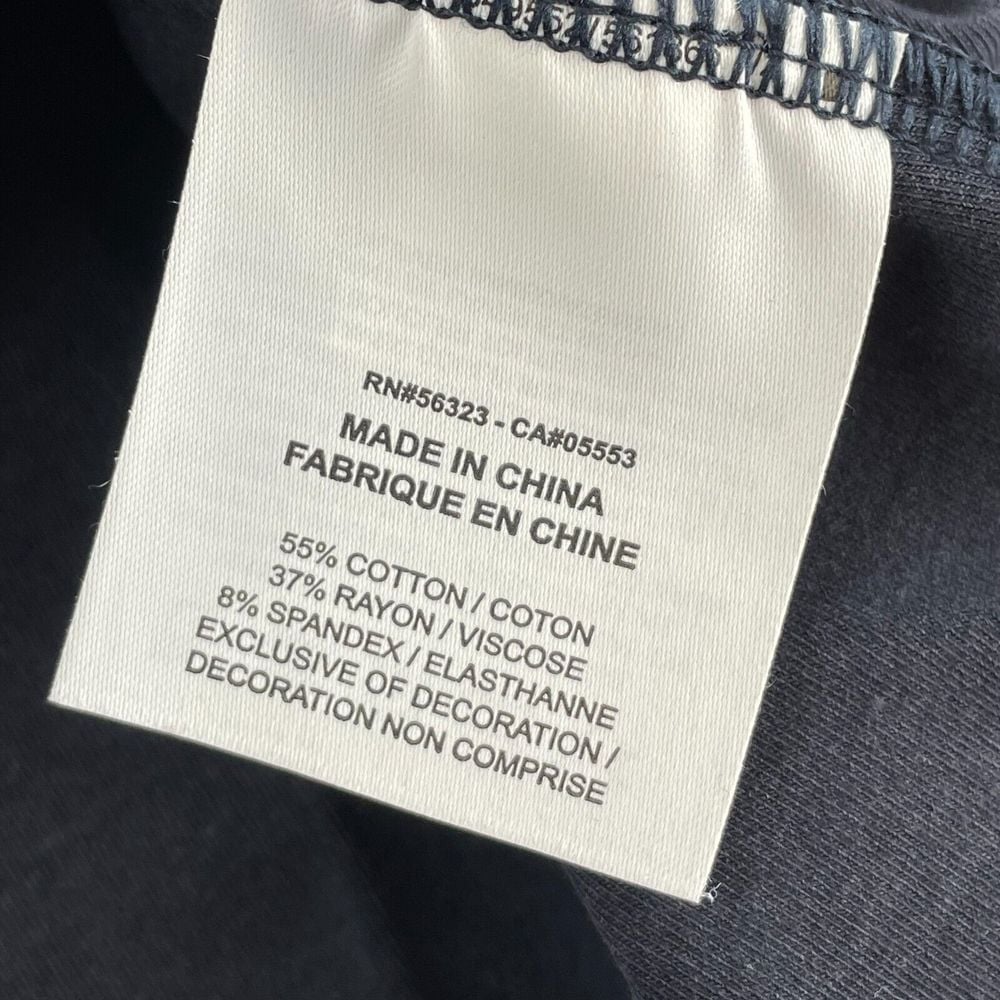 RN#56323 - CA#05553
MADE IN CHINA
FABRIQUE EN CHINE
55% COTTON / COTON
37% RAYON / VISCOSE
8% SPANDEX / ELASTHANNE
EXCLUSIVE OF DECORATION /
DECORATION NON COMPRISE